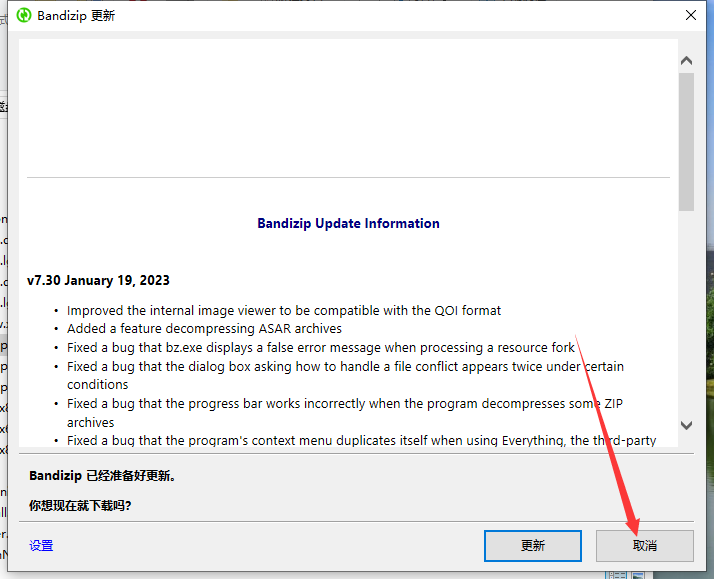 Bandizip 更新
Bandizip Update Information
v7.30 January 19, 2023
• Improved the internal image viewer to be compatible with the QOI format
• Added a feature decompressing ASAR archives
• Fixed a bug that bz.exe displays a false error message when processing a resource fork
• Fixed a bug that the dialog box asking how to handle a file conflict appears twice under certain
conditions
• Fixed a bug that the progress bar works incorrectly when the program decompresses some ZIP
archives
• Fixed a bug that the program's context menu duplicates itself when using Everything, the third-party
Bandizip 已经准备好更新。
你想现在就下载吗?
设置
更新
取消